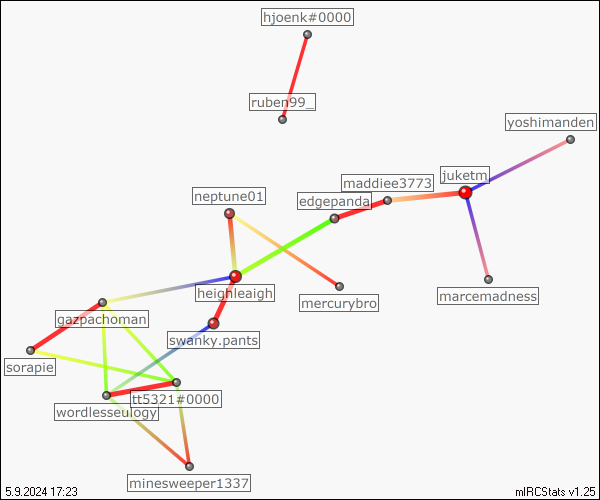 hjoenk#0000
ruben99_
yoshimanden
juketm
maddiee3773
neptune01
edgepanda
heighleaigh
marcemadness
mercurybro
gazpachoman
swanky.pants
sorapie
tt5321#0000
wordlesseulogy
minesweeper1337
5.9.2024 17:23
mIRCStats v1.25